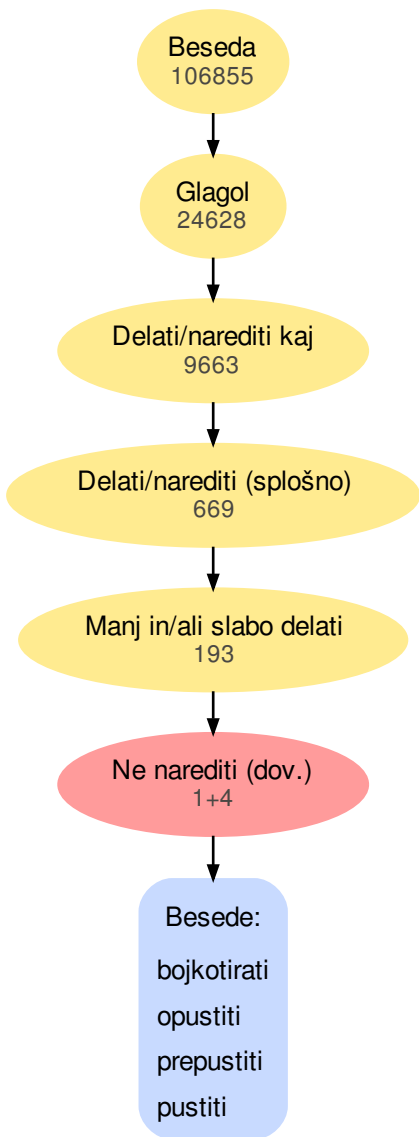 Beseda
106855
Glagol
24628
Delati/narediti kaj
9663
Delati/narediti (splošno)
669
Manj in/ali slabo delati
193
Ne narediti (dov.)
1+4
Besede:
bojkotirati
opustiti
prepustiti
pustiti